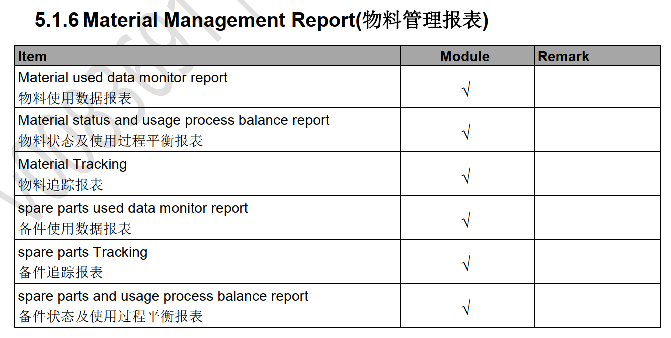 5.1.6 Material Management Report(物料管理报表)
Item Module Remark
Material used data monitor report
物料使用数据报表 √
Material status and usage process balance report
物料状态及使用过程平衡报表 √
Material Tracking
物料追踪报表 √
spare parts used data monitor report
备件使用数据报表 √
spare parts Tracking
备件追踪报表 √
spare parts and usage process balance report
备件状态及使用过程平衡报表 √